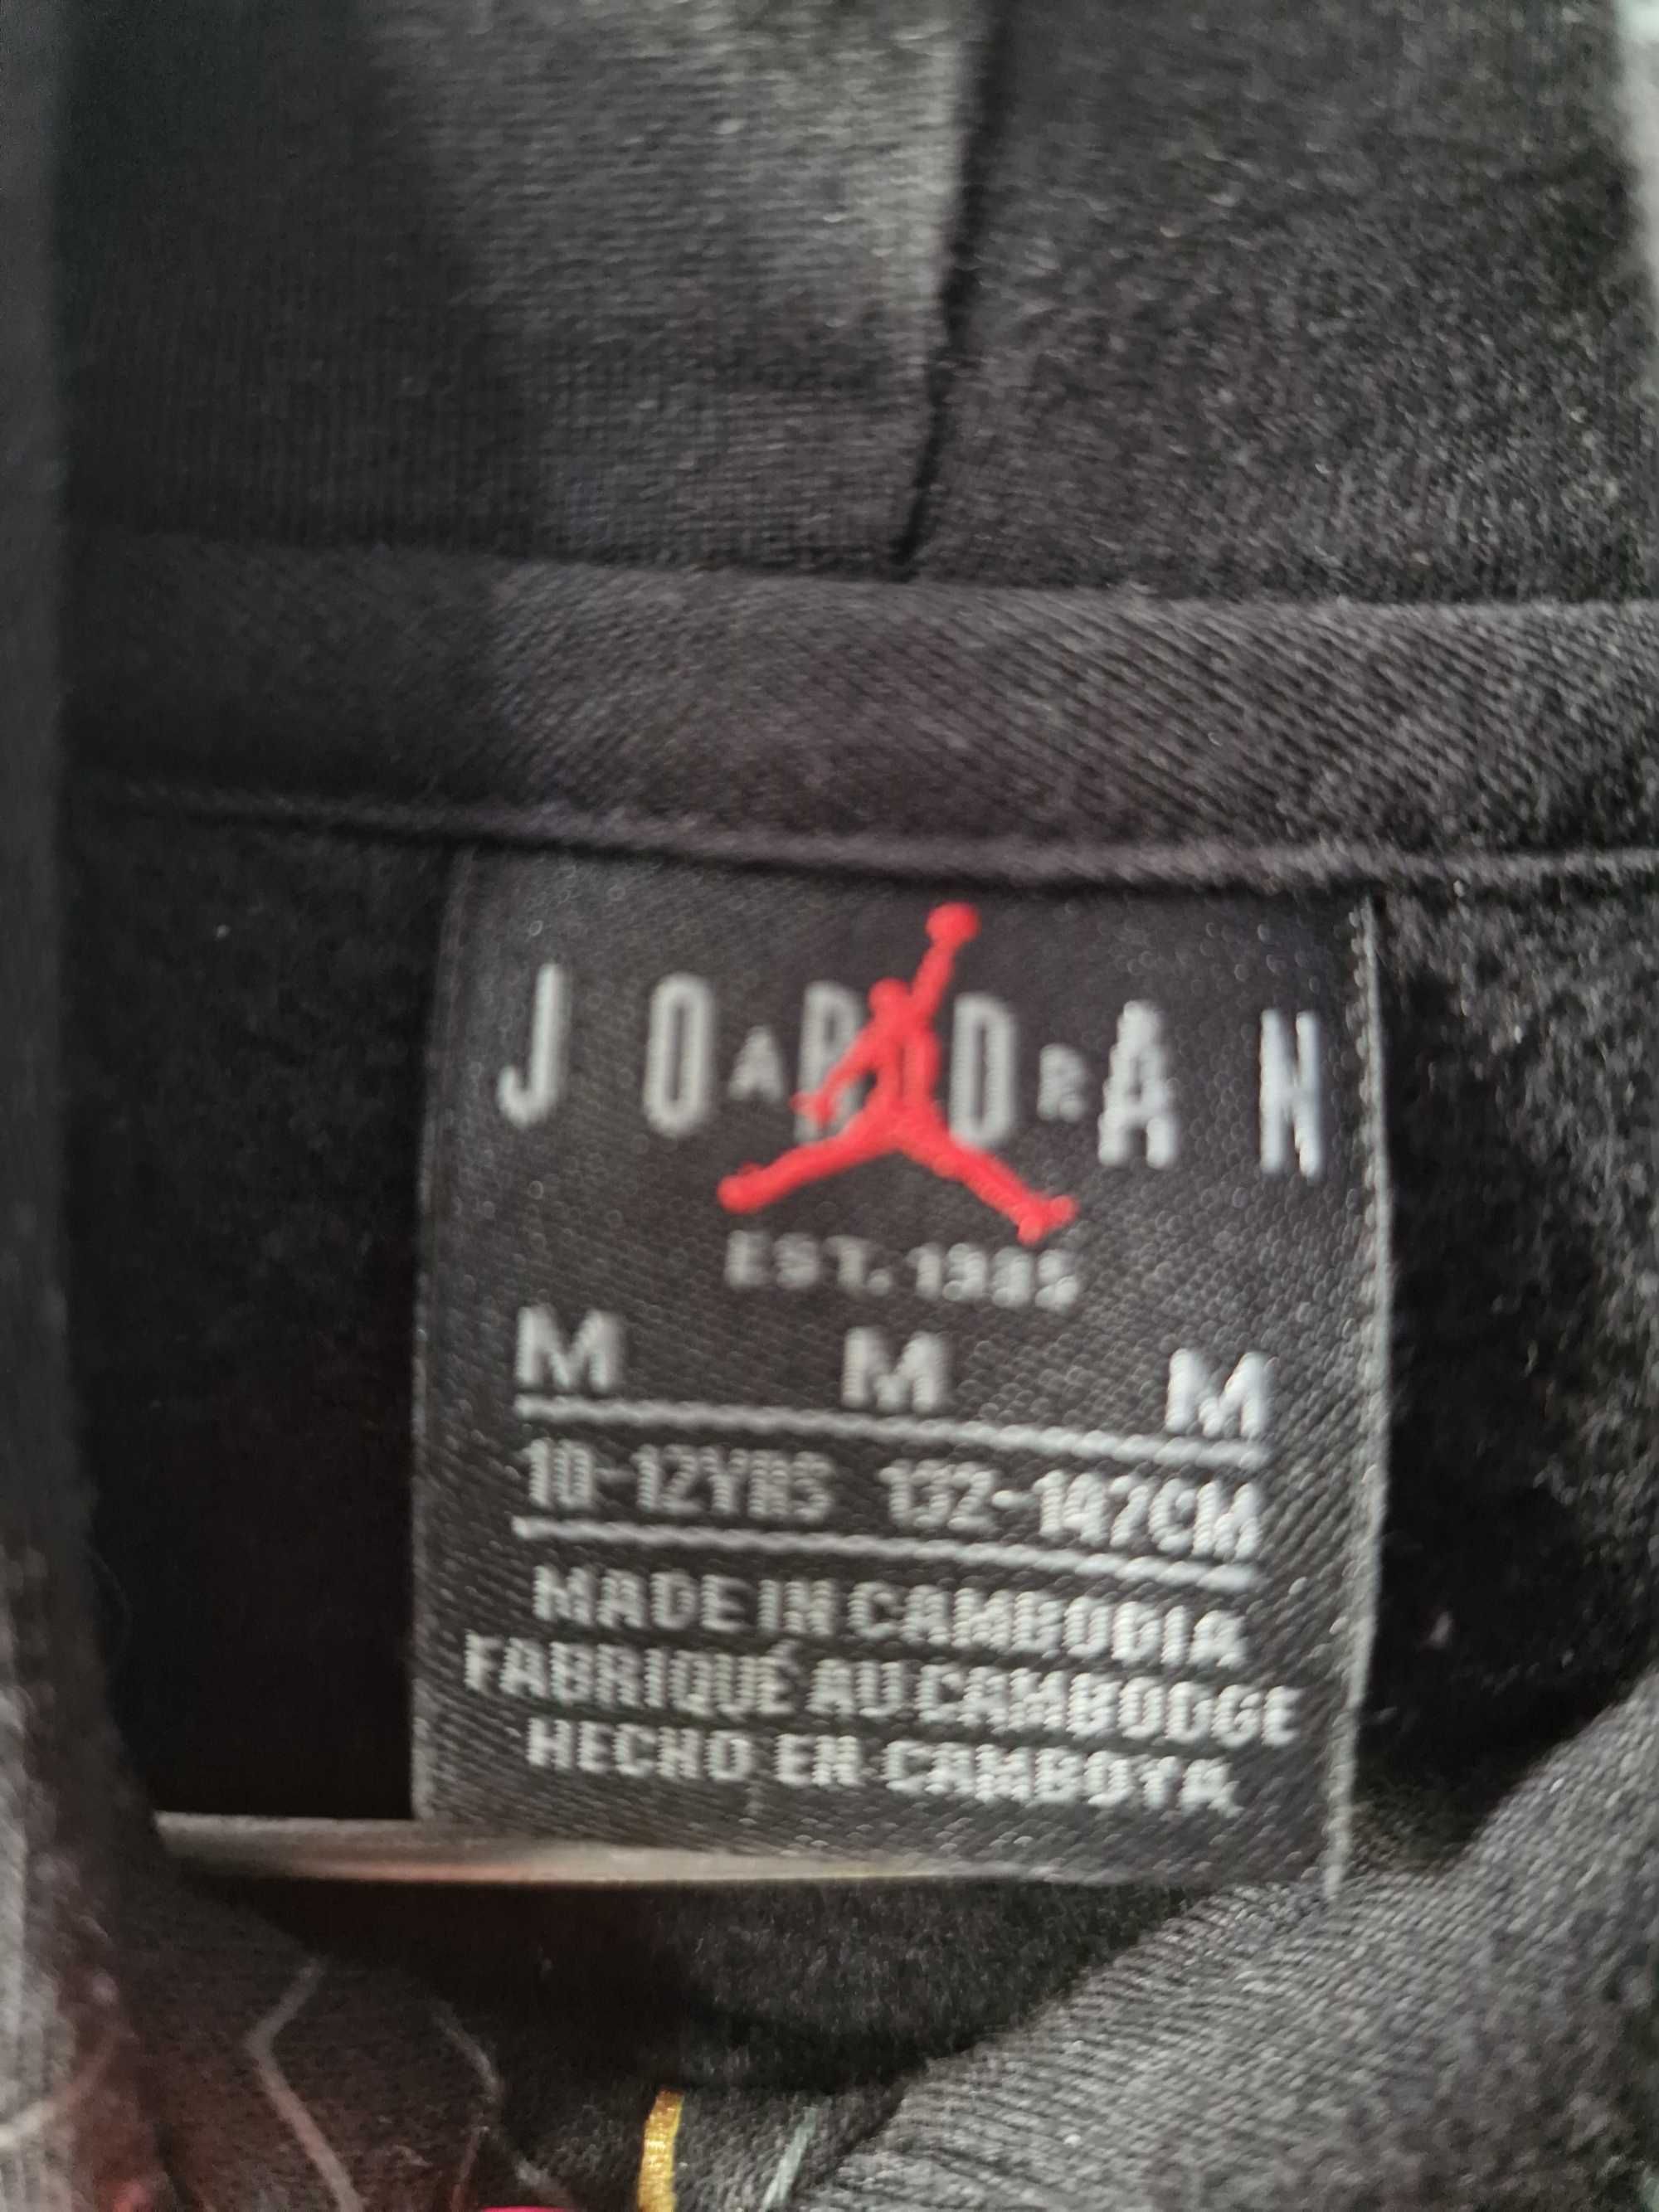 JORDAN
AIR
EST. 1985
M M M
10-12YRS 132-147CM
MADE IN CAMBODIA
FABRIQUÉ AU CAMBODGE
HECHO EN CAMBOYA